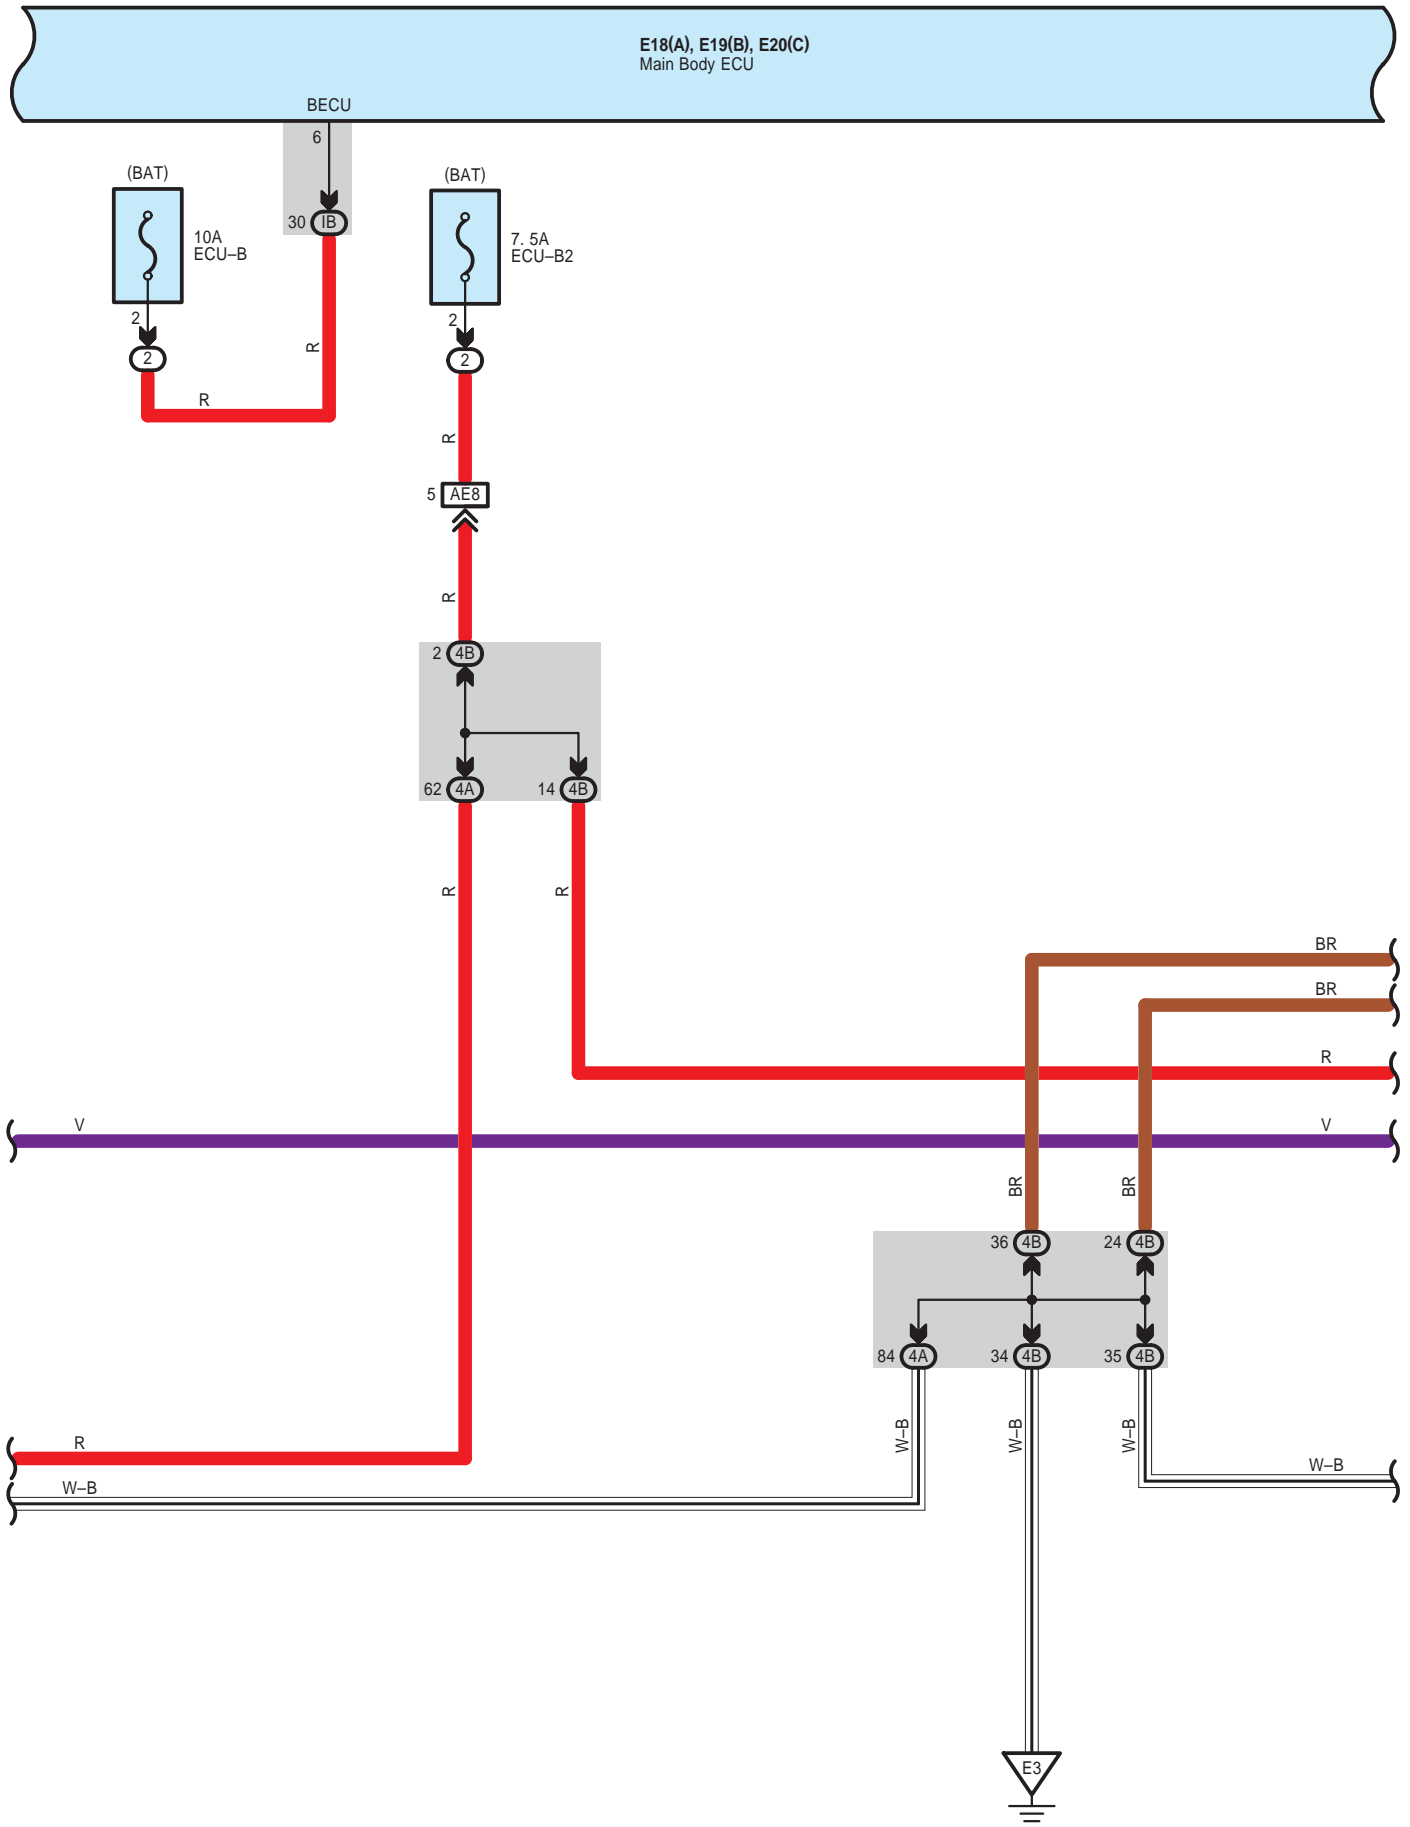 E18(A), E19(B), E20(C)
Main Body ECU
BECU
6
(BAT)
(BAT)
30 IB
10A
ECU–B
7. 5A
ECU–B2
2
2
2
2
R
R
R
5 AE8
R
2 4B
62 4A
14 4B
R
R
BR
BR
R
V
V
BR
BR
36 4B
24 4B
84 4A
34 4B
35 4B
W–B
W–B
W–B
R
W–B
W–B
E3